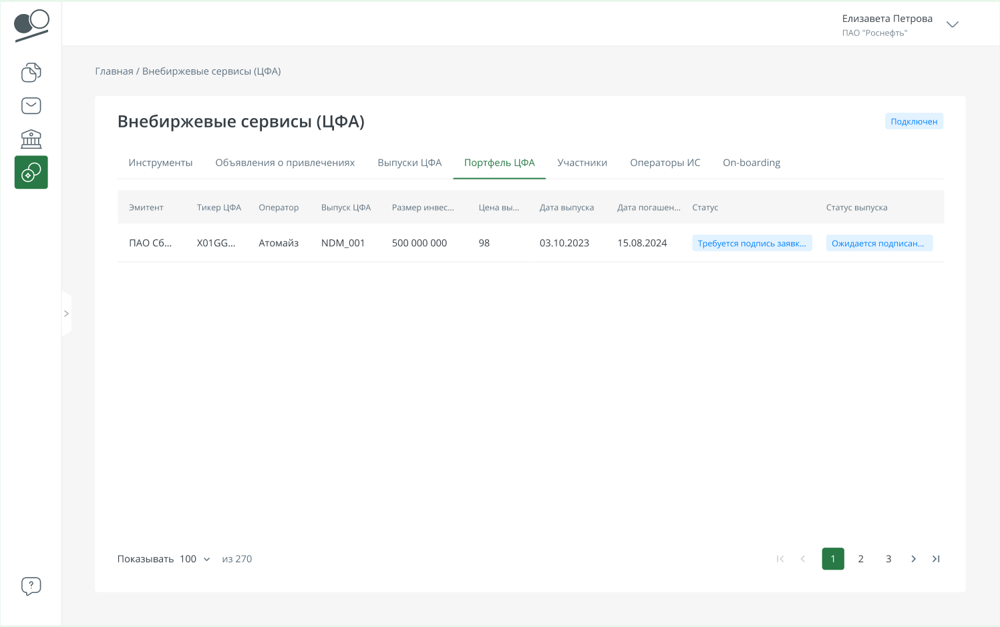 Елизавета Петрова
ПАО "Роснефть"
Главная / Внебиржевые сервисы (ЦФА)
Внебиржевые сервисы (ЦФА)
Подключен
Инструменты Объявления о привлечениях Выпуски ЦФА Портфель ЦФА Участники Операторы ИС On-boarding
Эмитент Тикер ЦФА Оператор Выпуск ЦФА Размер инвес... Цена вы... Дата выпуска Дата погашен... Статус Статус выпуска
ПАО Сб... X01GG... Атомайз NDM_001 500 000 000 98 03.10.2023 15.08.2024 Требуется подпись заявк... Ожидается подписан...
Показывать 100 из 270
1 2 3
?